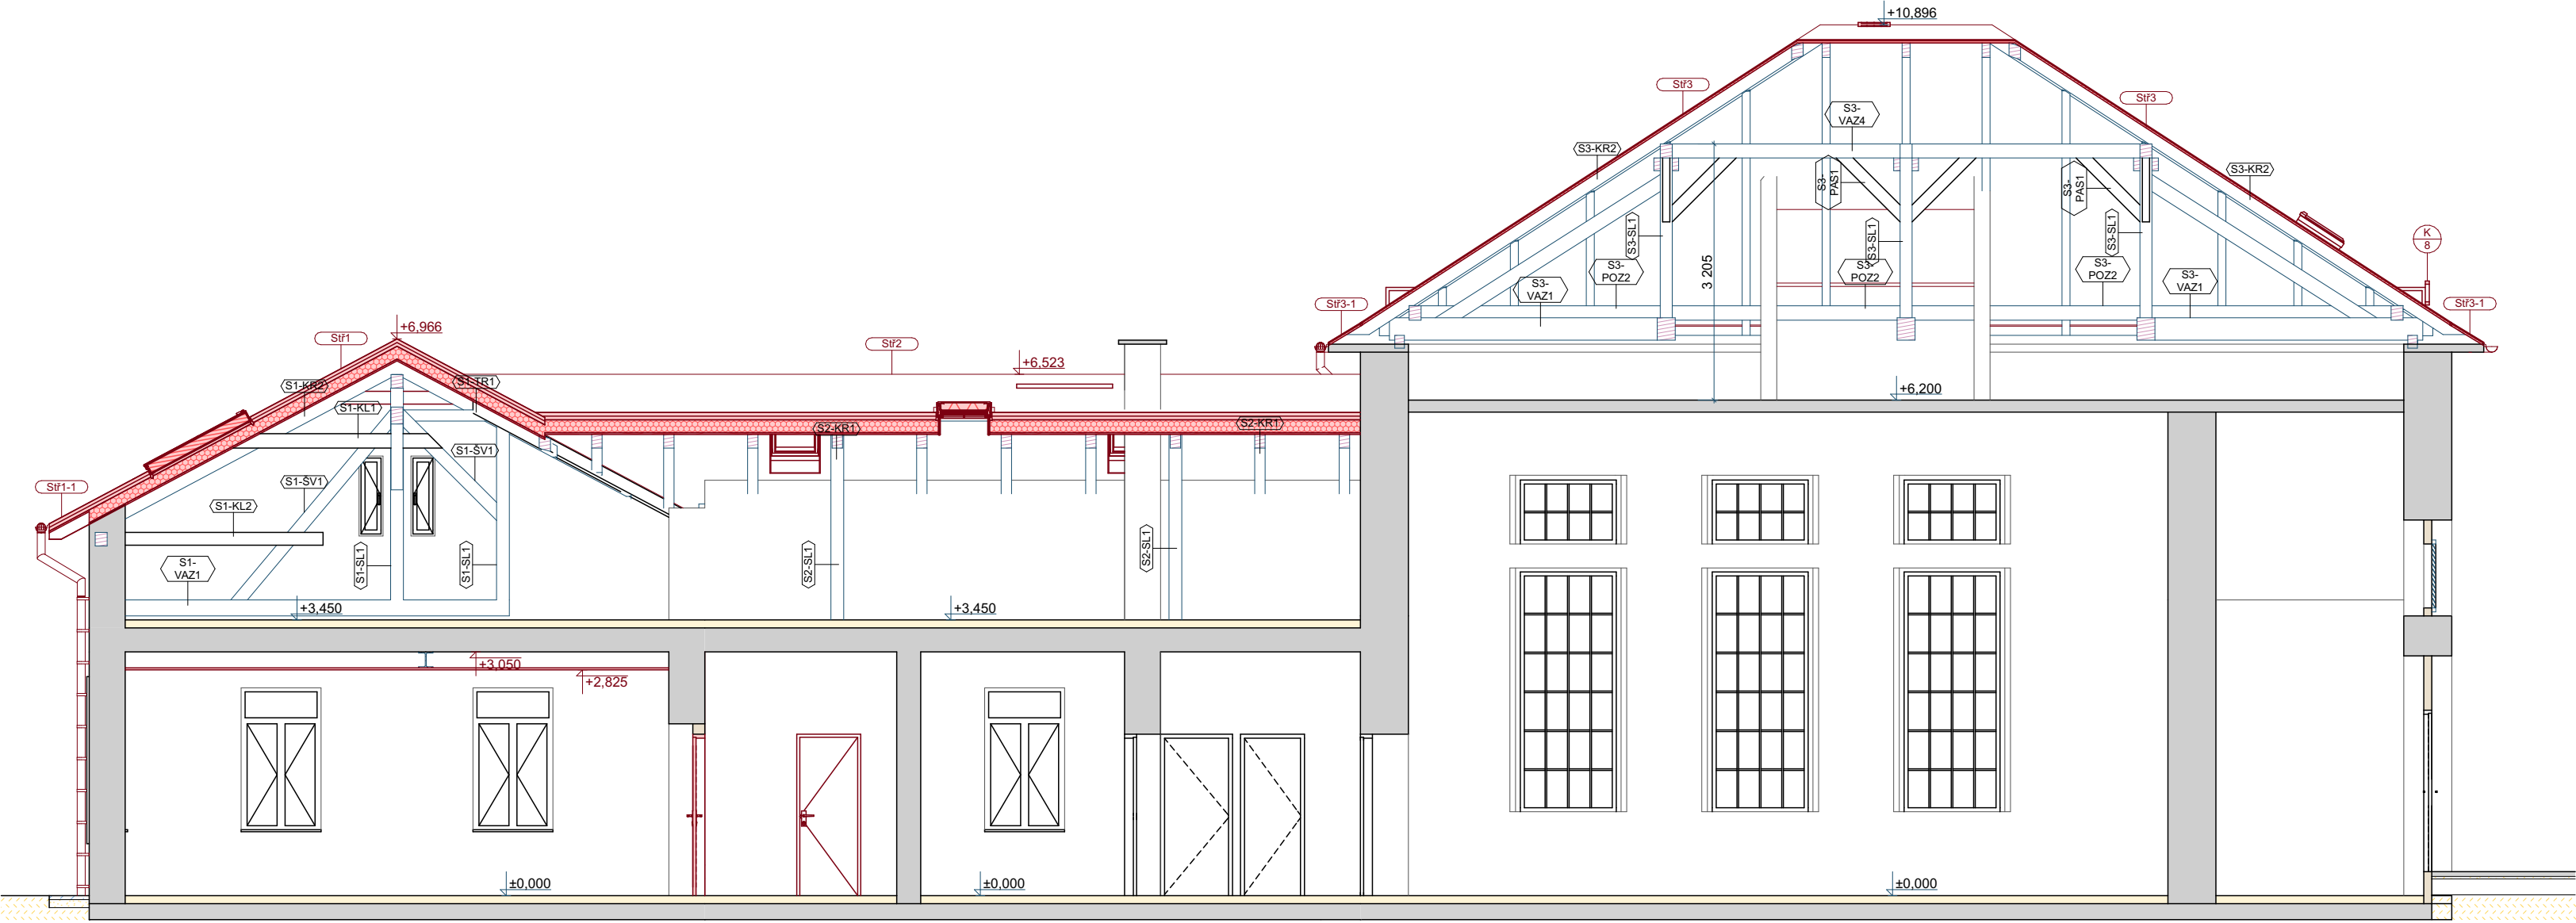 +10,896
Stř3
Stř3
S3-
VAZ4
S3-KR2
S3-KR2
S3-
PAS1
S3-
PAS1
S3-SL1
S3-SL1
S3-SL1
K
8
3 205
S3-
POZ2
S3-
POZ2
S3-
POZ2
S3-
VAZ1
S3-
VAZ1
Stř3-1
Stř3-1
+6,966
Stř1
Stř2
+6,523
S1-KR2
S1-TR1
+6,200
S1-KL1
S2-KR1
S2-KR1
S1-ŠV1
S1-ŠV1
Stř1-1
S1-KL2
S1-
VAZ1
S1-SL1
S1-SL1
S2-SL1
S2-SL1
+3,450
+3,450
+3,050
+2,825
±0,000
±0,000
±0,000